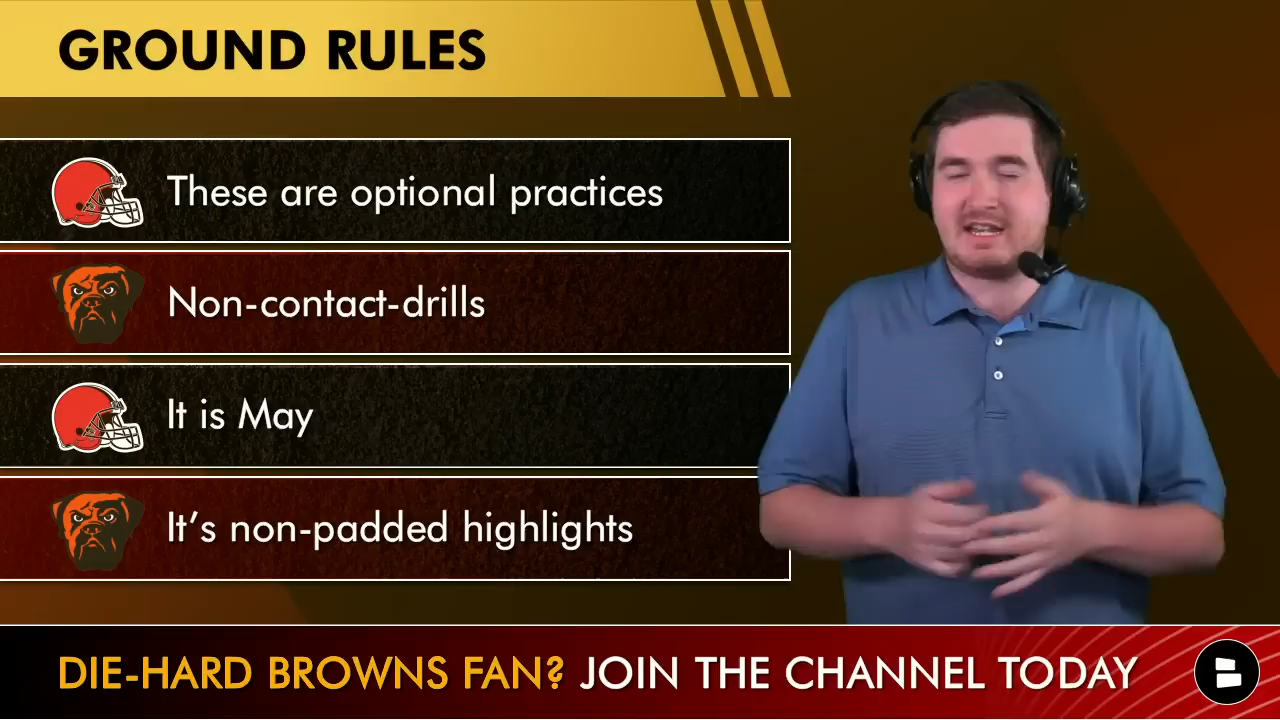 GROUND RULES
These are optional practices
Non-contact-drills
It is May
It's non-padded highlights
DIE-HARD BROWNS FAN? JOIN THE CHANNEL TODAY